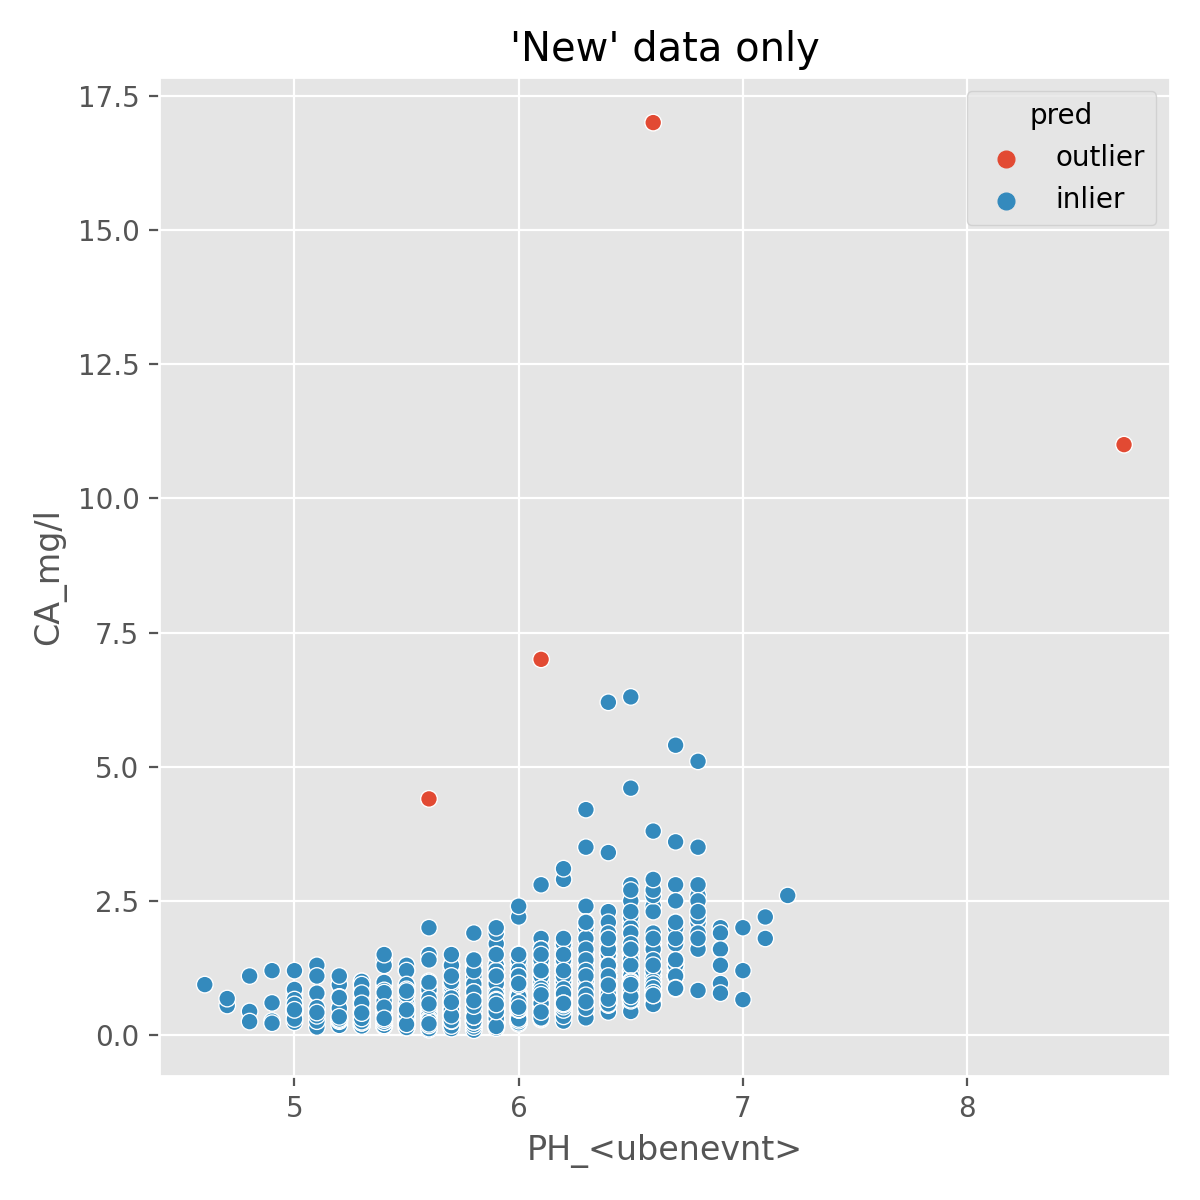 'New' data only
17.5
15.0
12.5
10.0
7.5
5.0
2.5
0.0
CA_mg/l
pred
outlier
inlier
5 6 7 8
PH_<ubenevnt>